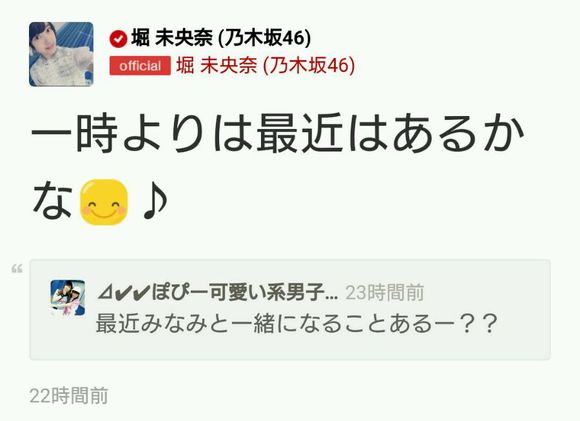 堀 未央奈 (乃木坂46)
official 堀 未央奈 (乃木坂46)
一時よりは最近はあるか
な😊♪
⊿✔✔ぽぴー可愛い系男子... 23時間前
最近みなみと一緒になることあるー？？
22時間前